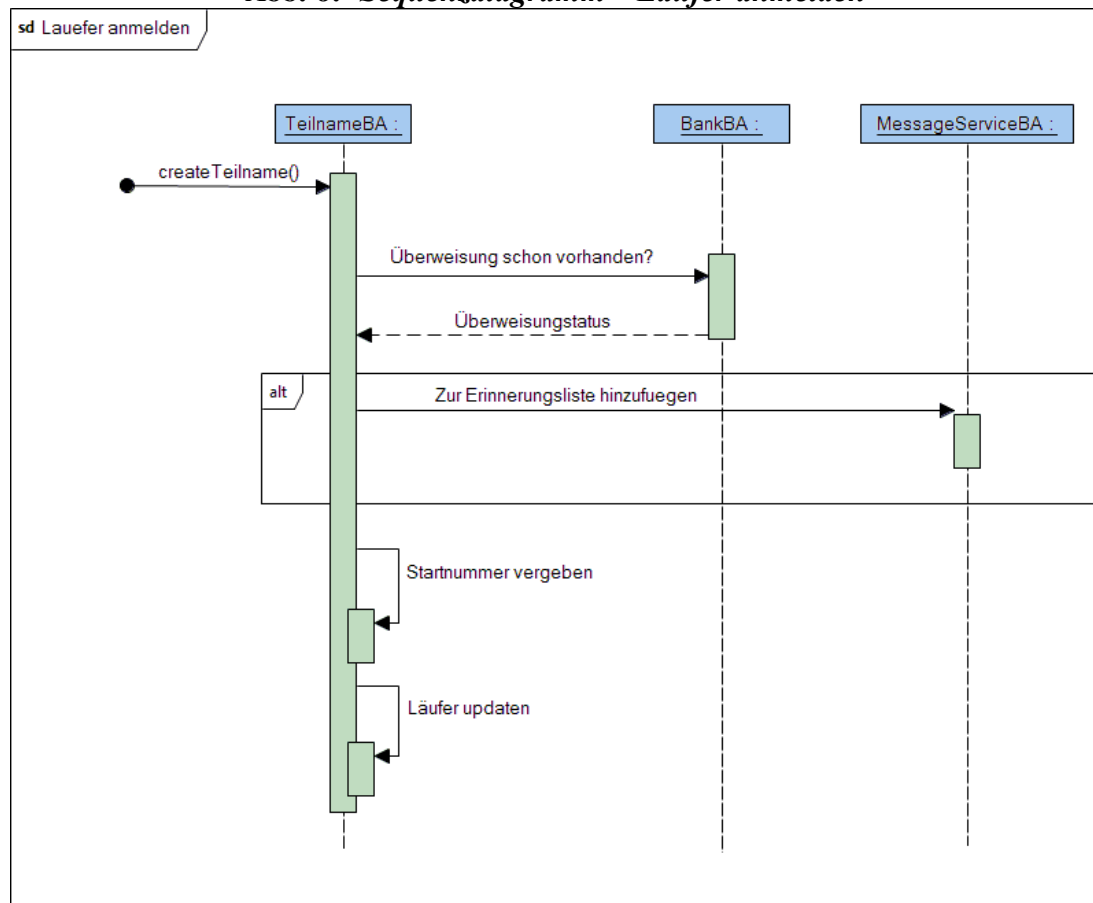 sd Lauefer anmelden
TeilnameBA :
BankBA :
MessageServiceBA :
createTeilname()
Überweisung schon vorhanden?
Überweisungstatus
alt
Zur Erinnerungsliste hinzufuegen
Startnummer vergeben
Läufer updaten